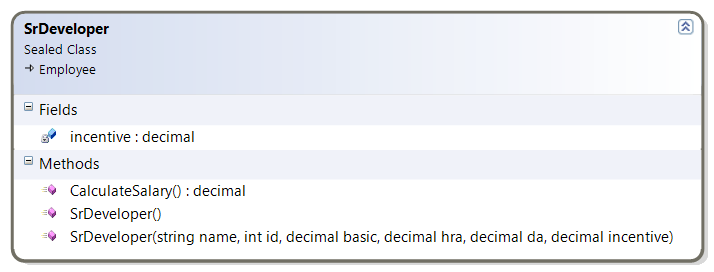 SrDeveloper
Sealed Class
Employee
Fields
incentive : decimal
Methods
CalculateSalary() : decimal
SrDeveloper()
SrDeveloper(string name, int id, decimal basic, decimal hra, decimal da, decimal incentive)